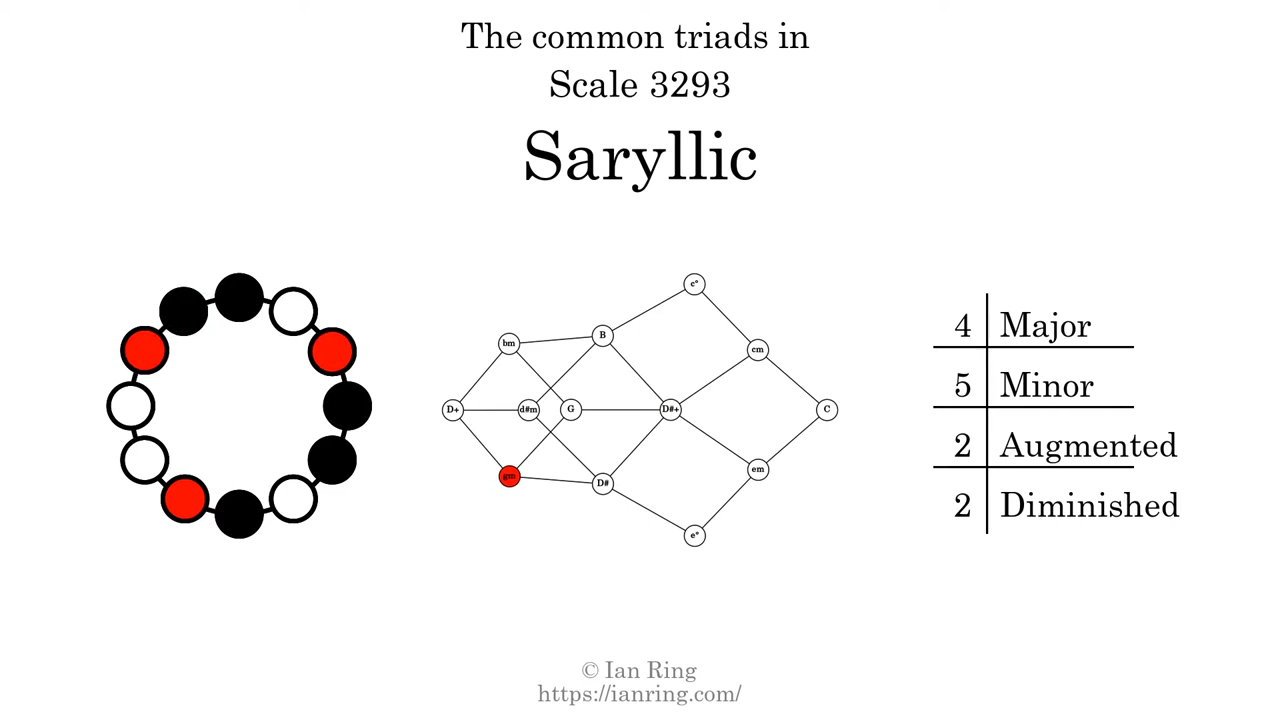 The common triads in
Scale 3293
Saryllic
c°
B
bm
cm
D+
d#m
G
D#+
C
gm
D#
em
e°
4 Major
5 Minor
2 Augmented
2 Diminished
© Ian Ring
https://ianring.com/